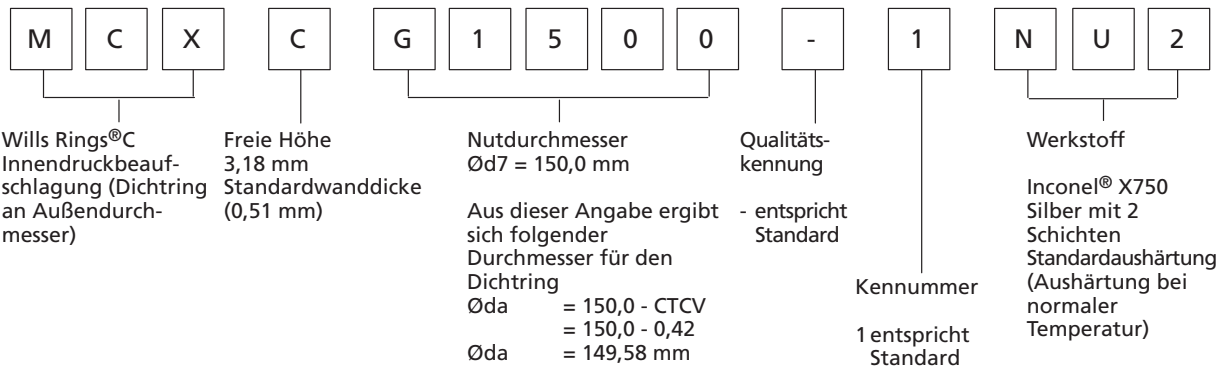 M C X C G 1 5 0 0 - 1 N U 2
Wills Rings®C
Innendruckbeauf-
schlagung (Dichtring
an Außendurch-
messer)
Freie Höhe
3,18 mm
Standardwanddicke
(0,51 mm)
Nutdurchmesser
Ød7 = 150,0 mm
Aus dieser Angabe ergibt
sich folgender
Durchmesser für den
Dichtring
Øda = 150,0 - CTCV
= 150,0 - 0,42
Øda = 149,58 mm
Qualitäts-
kennung
- entspricht
Standard
Kennummer
1 entspricht
Standard
Werkstoff
Inconel® X750
Silber mit 2
Schichten
Standardaushärtung
(Aushärtung bei
normaler
Temperatur)